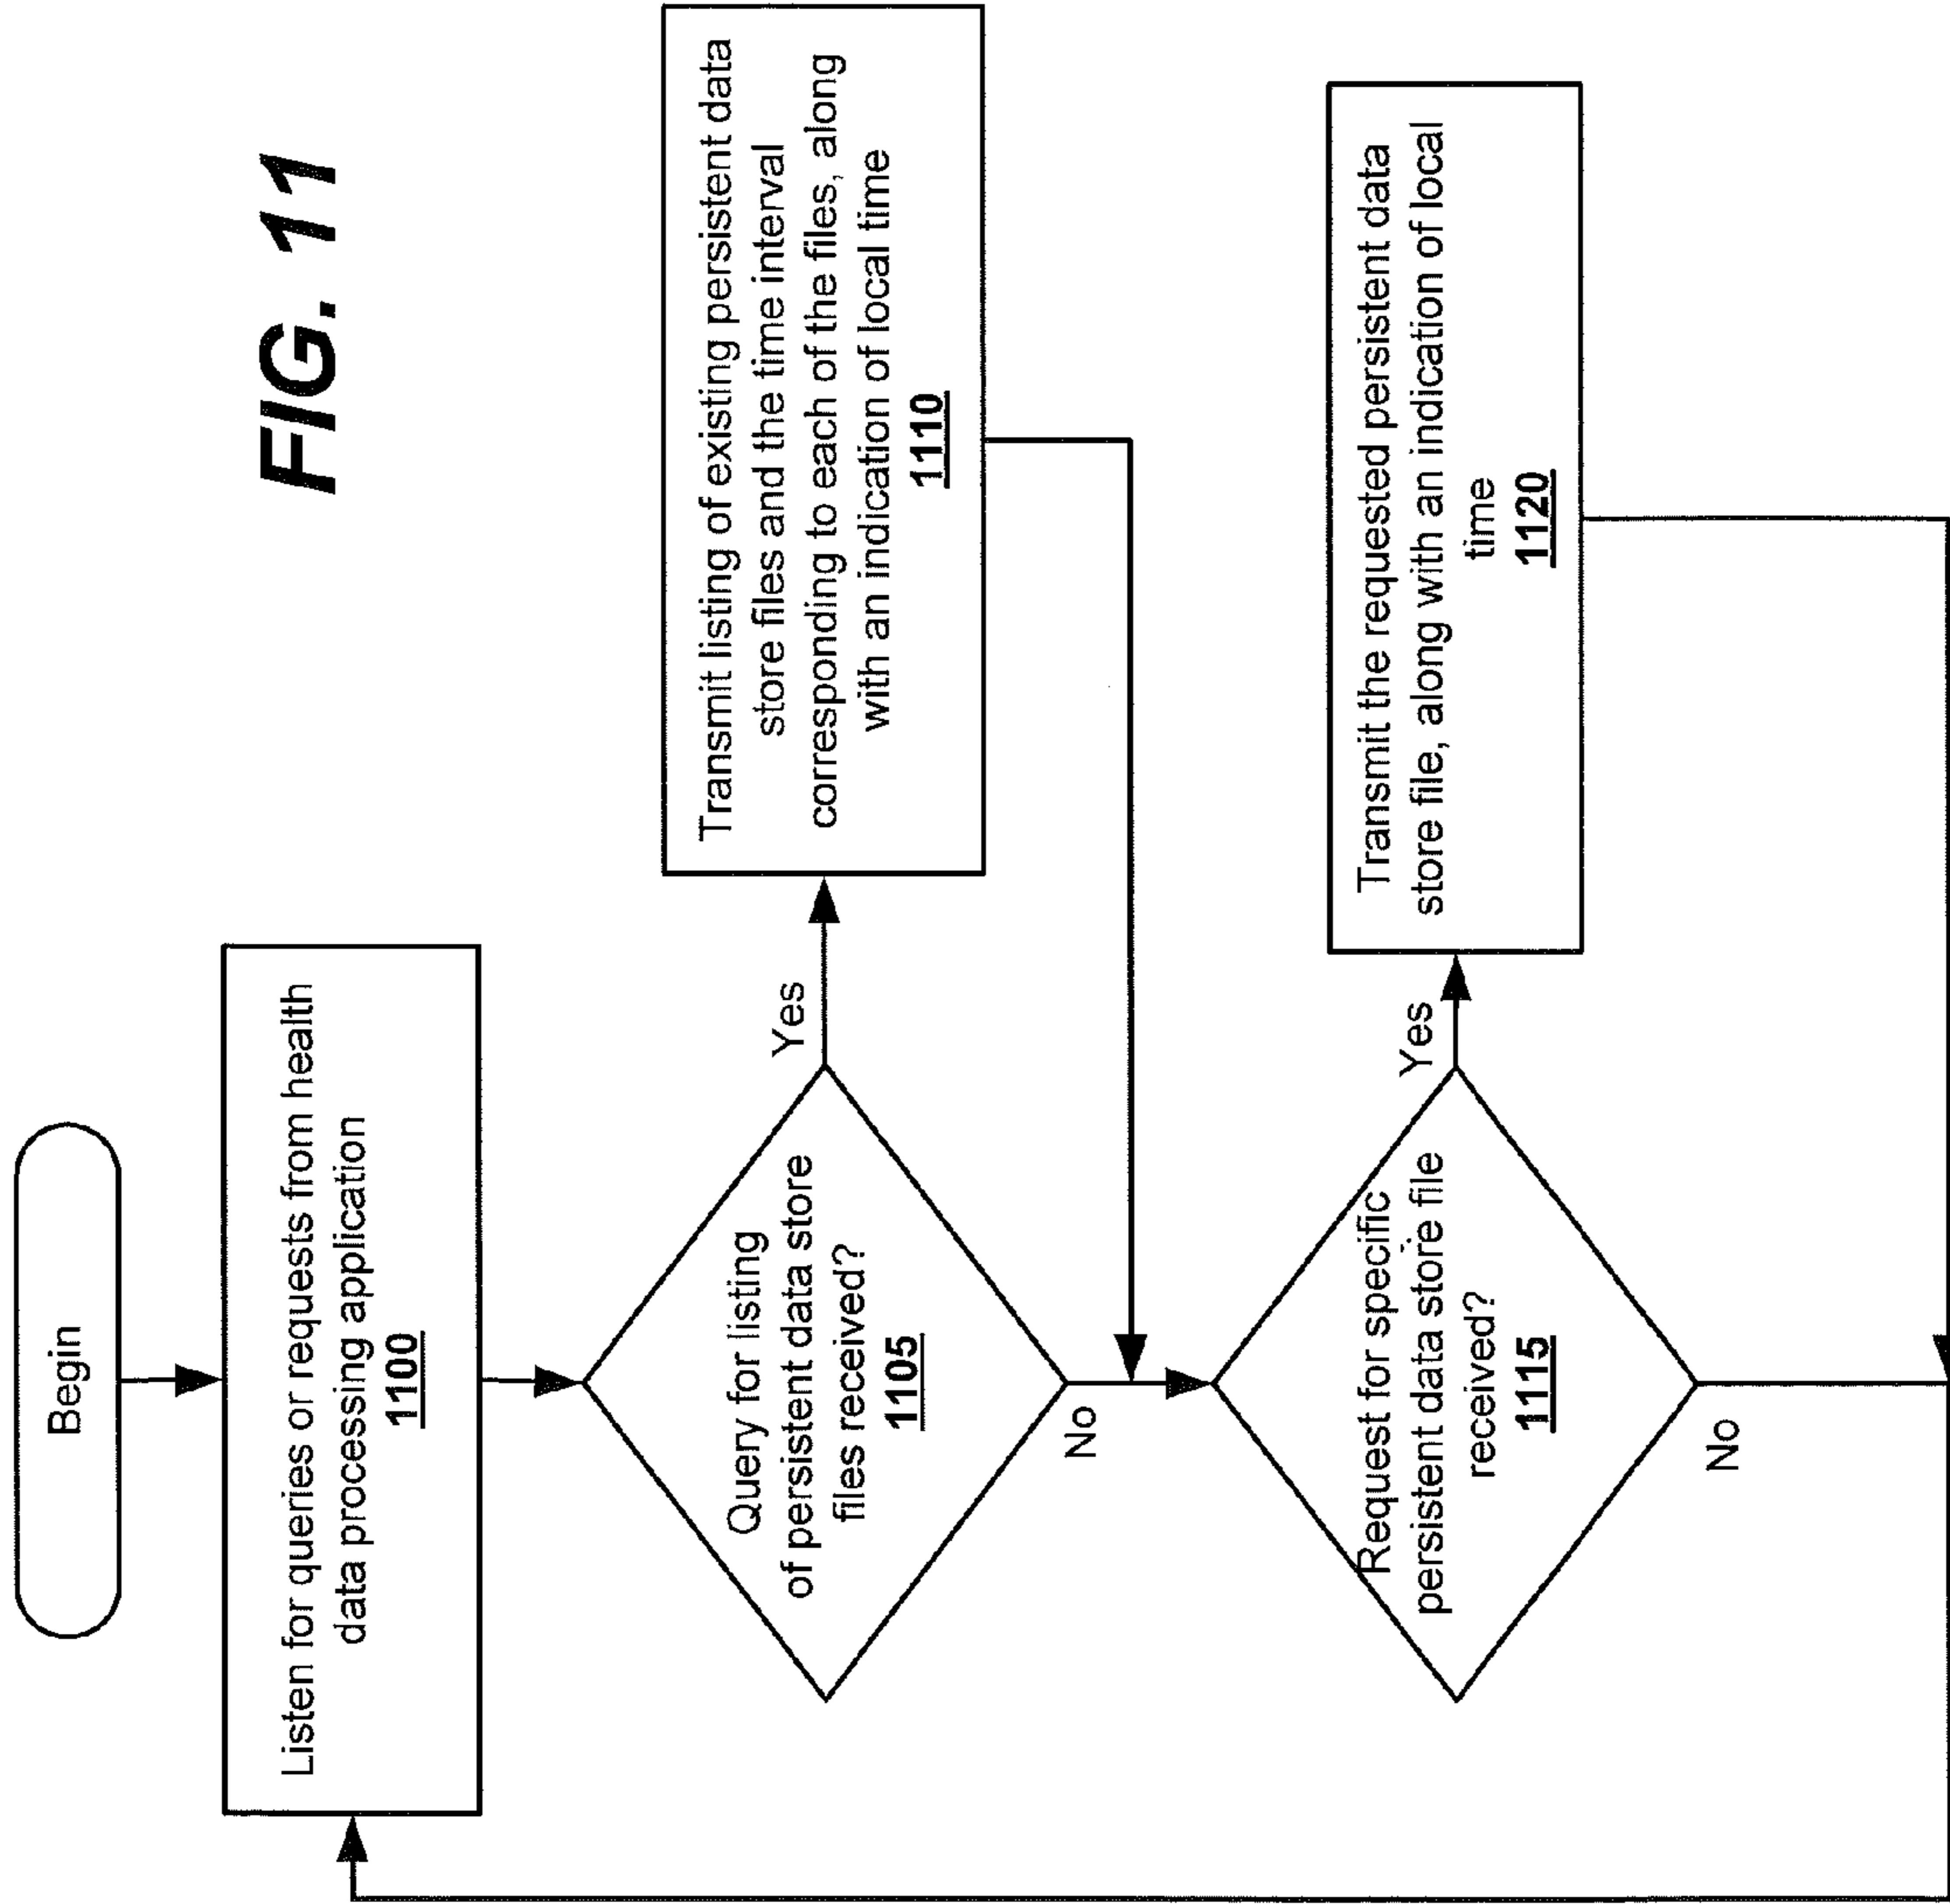 FIG. 11
Begin
Listen for queries or requests from health
data processing application
1100
Query for listing
of persistent data store
files received?
1105
Yes
Transmit listing of existing persistent data
store files and the time interval
corresponding to each of the files, along
with an indication of local time
1110
No
Request for specific
persistent data store file
received?
1115
Yes
Transmit the requested persistent data
store file, along with an indication of local
time
1120
No